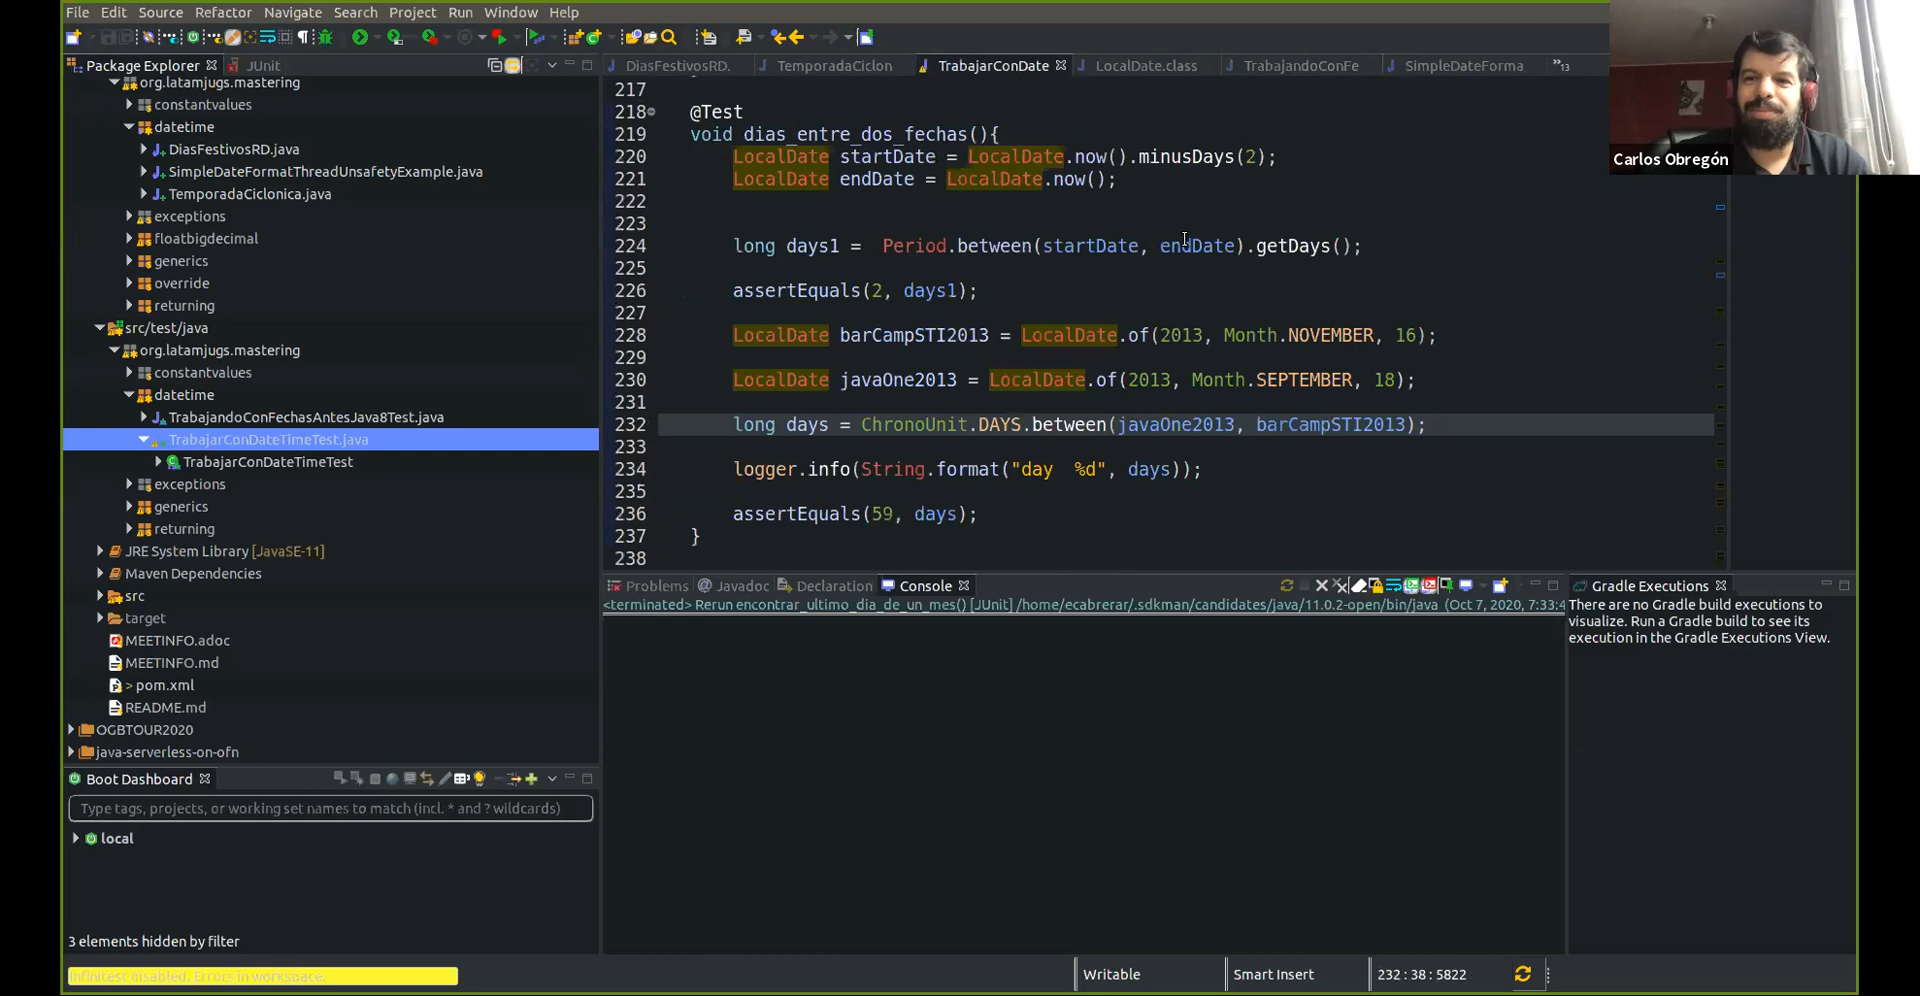 File Edit Source Refactor Navigate Search Project Run Window Help
Package Explorer JUnit
org.latamjugs.mastering
constantvalues
datetime
DiasFestivosRD.java
SimpleDateFormatThreadUnsafetyExample.java
TemporadaCiclonica.java
exceptions
floatbigdecimal
generics
override
returning
src/test/java
org.latamjugs.mastering
constantvalues
datetime
TrabajandoConFechasAntesJava8Test.java
TrabajarConDateTimeTest.java
TrabajarConDateTimeTest
exceptions
generics
returning
JRE System Library [JavaSE-11]
Maven Dependencies
src
target
MEETINFO.adoc
MEETINFO.md
> pom.xml
README.md
OGBTOUR2020
java-serverless-on-ofn
Boot Dashboard
Type tags, projects, or working set names to match (incl. * and ? wildcards)
local
3 elements hidden by filter
DiasFestivosRD. TemporadaCiclon TrabajarConDate LocalDate.class TrabajandoConFe SimpleDateForma »13
217
218 @Test
219 void dias_entre_dos_fechas(){
220 LocalDate startDate = LocalDate.now().minusDays(2);
221 LocalDate endDate = LocalDate.now();
222
223
224 long days1 = Period.between(startDate, endDate).getDays();
225
226 assertEquals(2, days1);
227
228 LocalDate barCampSTI2013 = LocalDate.of(2013, Month.NOVEMBER, 16);
229
230 LocalDate javaOne2013 = LocalDate.of(2013, Month.SEPTEMBER, 18);
231
232 long days = ChronoUnit.DAYS.between(javaOne2013, barCampSTI2013);
233
234 logger.info(String.format("day  %d", days));
235
236 assertEquals(59, days);
237 }
238
Problems @ Javadoc Declaration Console
<terminated> Rerun encontrar_ultimo_dia_de_un_mes() [JUnit] /home/ecabrerar/.sdkman/candidates/java/11.0.2-open/bin/java (Oct 7, 2020, 7:33:4
Gradle Executions
There are no Gradle build executions to
visualize. Run a Gradle build to see its
execution in the Gradle Executions View.
Carlos Obregón
disabled. Errors in workspace.
Writable Smart Insert 232 : 38 : 5822